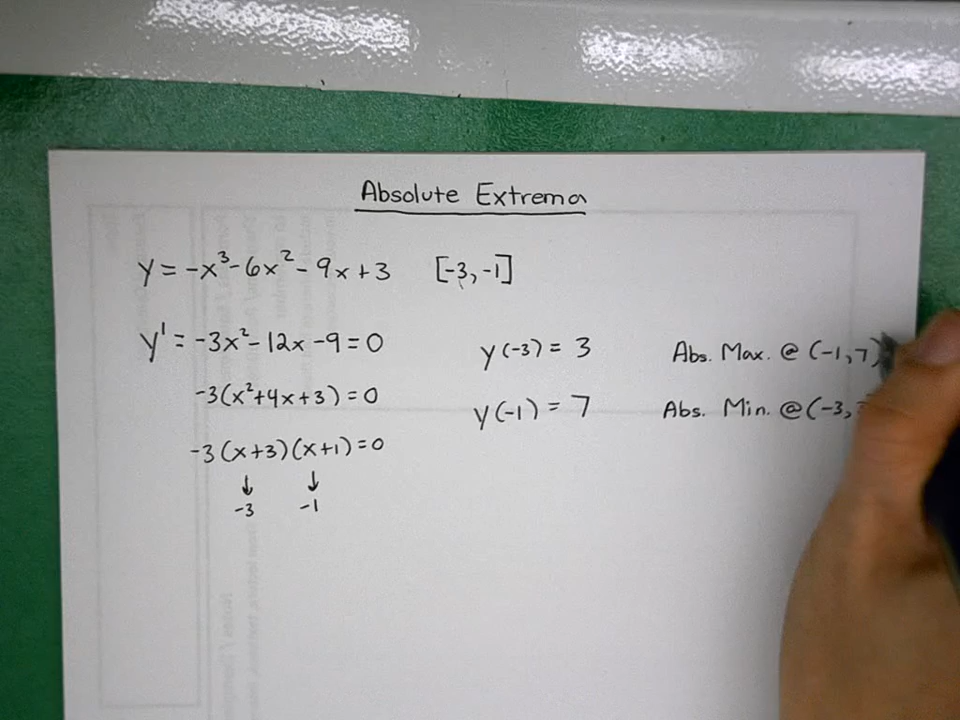 Absolute Extrema
y = -x³ - 6x² - 9x + 3 [-3, -1]
y' = -3x² - 12x - 9 = 0
-3(x² + 4x + 3) = 0
-3(x+3)(x+1) = 0
↓ ↓
-3 -1
y(-3) = 3
y(-1) = 7
Abs. Max. @ (-1, 7)
Abs. Min. @ (-3,